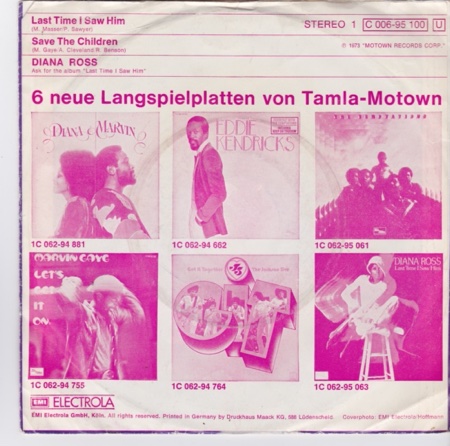 Last Time I Saw Him
(M. Masser/P. Sawyer)
STEREO 1 C 006-95 100 U
Save The Children
(M. Gaye/A. Cleveland/R. Benson)
℗ 1973 "MOTOWN RECORDS CORP."
DIANA ROSS
Ask for the album "Last Time I Saw Him"
6 neue Langspielplatten von Tamla-Motown
DIANA & MARVIN
EDDIE KENDRICKS
THE TEMPTATIONS
1C 062-94 881
1C 062-94 662
1C 062-95 061
MARVIN GAYE
LET'S GET IT ON
DIANA ROSS
Last Time I Saw Him
1C 062-94 755
1C 062-94 764
1C 062-95 063
EMI ELECTROLA
EMI Electrola GmbH, Köln. All rights reserved. Printed in Germany by Druckhaus Maack KG, 588 Lüdenscheid. Coverphoto: EMI Electrola/Hoffmann